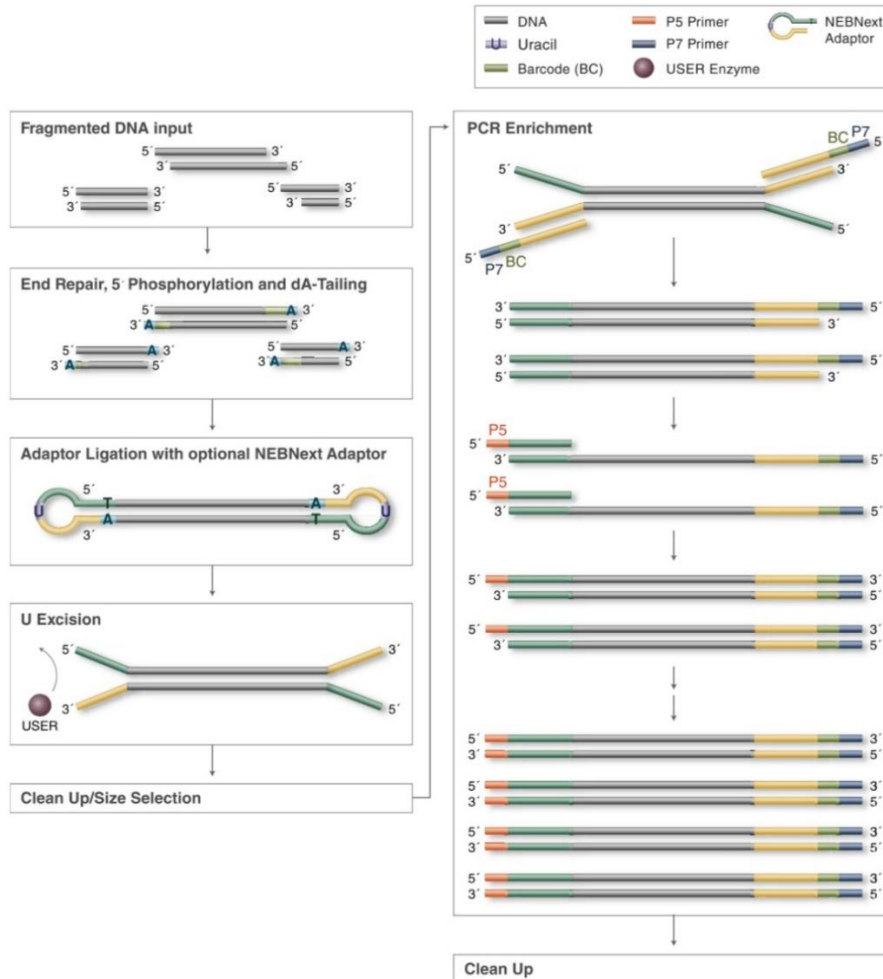 DNA
Uracil
Barcode (BC)
P5 Primer
P7 Primer
USER Enzyme
NEBNext
Adaptor
U
Fragmented DNA input
5´ 3´
3´ 5´
5´ 3´ 5´ 3´
3´ 5´ 3´ 5´
End Repair, 5´ Phosphorylation and dA-Tailing
5´ A 3´
3´ A 5´
5´ A 3´ 5´ A 3´
3´ A 5´ 3´ A 5´
Adaptor Ligation with optional NEBNext Adaptor
5´ 3´
T A
U U
A T
3´ 5´
U Excision
5´ 3´
3´ 5´
USER
Clean Up/Size Selection
PCR Enrichment
BC P7 5´
5´ 3´
3´ 5´
5´ P7 BC
3´ 5´
5´ 3´
3´ 5´
5´ 3´
P5
5´
3´ 5´
P5
5´
3´ 5´
5´ 3´
3´ 5´
5´ 3´
3´ 5´
5´ 3´
3´ 5´
5´ 3´
3´ 5´
5´ 3´
3´ 5´
5´ 3´
3´ 5´
Clean Up